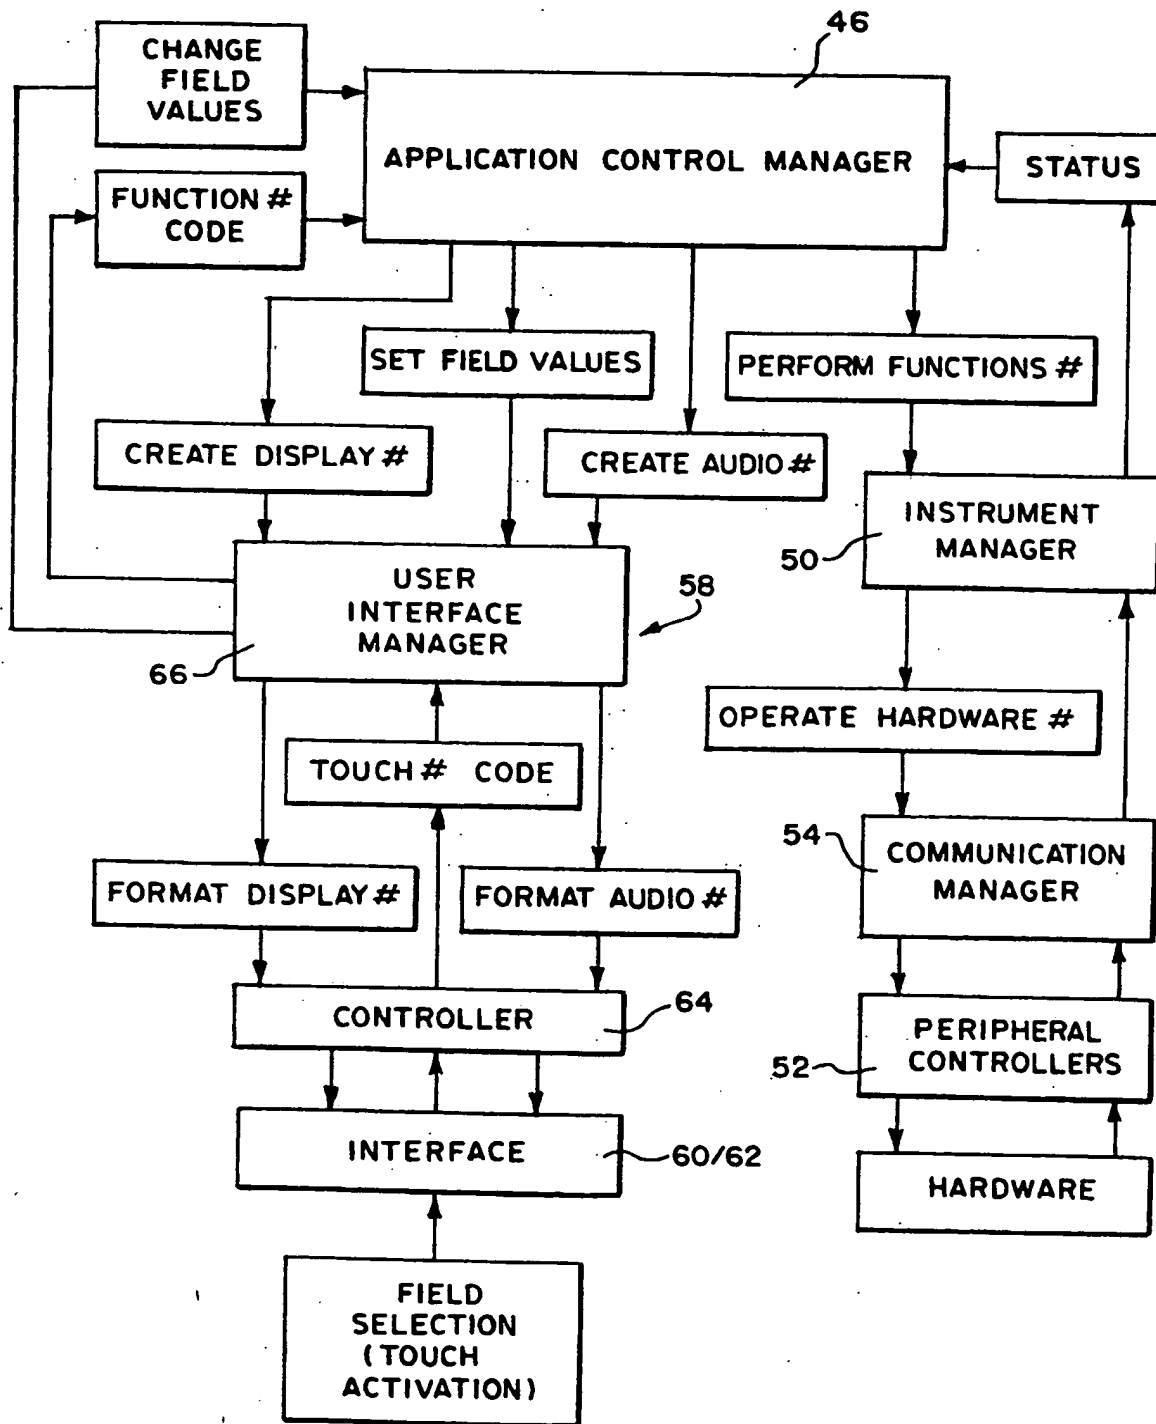 46
CHANGE
FIELD
VALUES
APPLICATION CONTROL MANAGER
STATUS
FUNCTION #
CODE
SET FIELD VALUES
PERFORM FUNCTIONS #
CREATE DISPLAY #
CREATE AUDIO #
INSTRUMENT
MANAGER
50
USER
INTERFACE
MANAGER
58
66
OPERATE HARDWARE #
TOUCH # CODE
54
COMMUNICATION
MANAGER
FORMAT DISPLAY #
FORMAT AUDIO #
CONTROLLER
64
PERIPHERAL
CONTROLLERS
52
INTERFACE
60/62
HARDWARE
FIELD
SELECTION
(TOUCH
ACTIVATION)